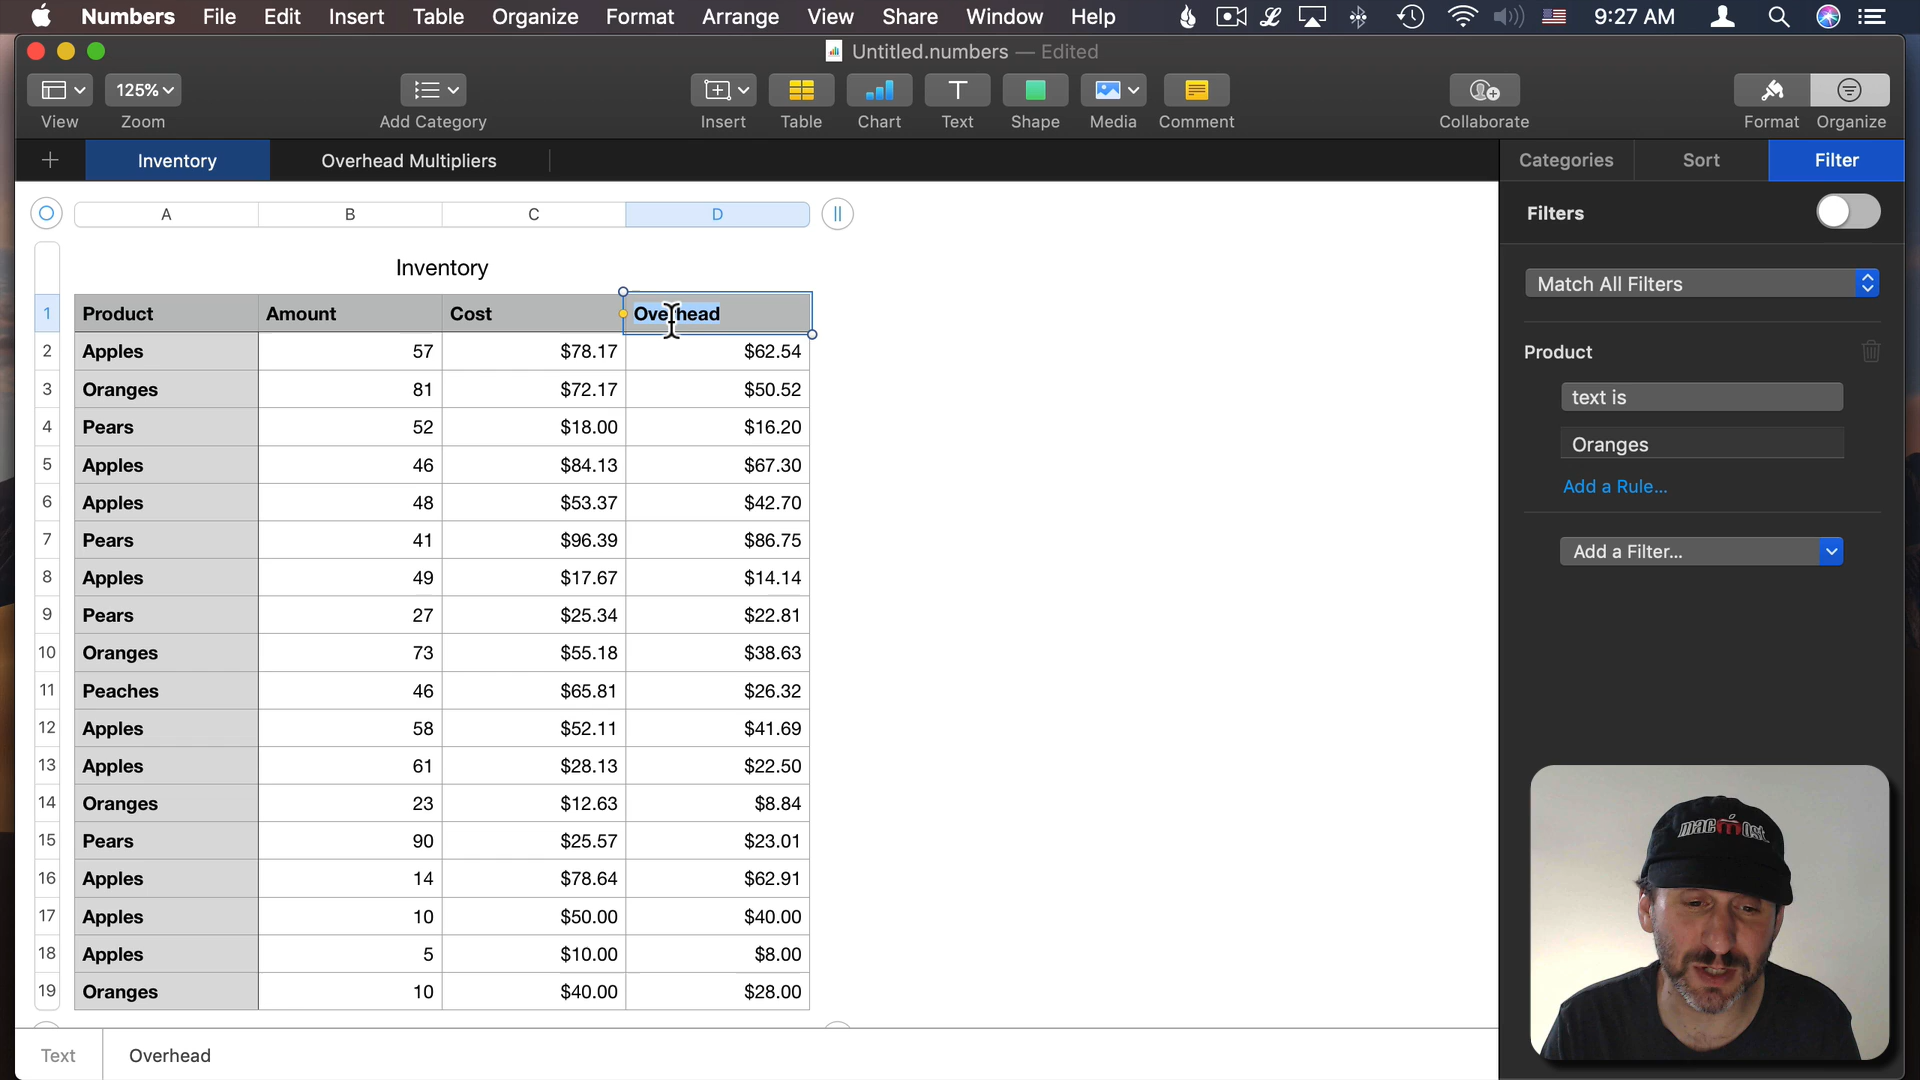 Numbers File Edit Insert Table Organize Format Arrange View Share Window Help 9:27 AM
Untitled.numbers — Edited
125%
View Zoom Add Category Insert Table Chart Text Shape Media Comment Collaborate Format Organize
Inventory Overhead Multipliers
Categories Sort Filter
A B C D
Inventory
1 Product Amount Cost Overhead
2 Apples 57 $78.17 $62.54
3 Oranges 81 $72.17 $50.52
4 Pears 52 $18.00 $16.20
5 Apples 46 $84.13 $67.30
6 Apples 48 $53.37 $42.70
7 Pears 41 $96.39 $86.75
8 Apples 49 $17.67 $14.14
9 Pears 27 $25.34 $22.81
10 Oranges 73 $55.18 $38.63
11 Peaches 46 $65.81 $26.32
12 Apples 58 $52.11 $41.69
13 Apples 61 $28.13 $22.50
14 Oranges 23 $12.63 $8.84
15 Pears 90 $25.57 $23.01
16 Apples 14 $78.64 $62.91
17 Apples 10 $50.00 $40.00
18 Apples 5 $10.00 $8.00
19 Oranges 10 $40.00 $28.00
Text Overhead
Filters
Match All Filters
Product
text is
Oranges
Add a Rule...
Add a Filter...
macmost